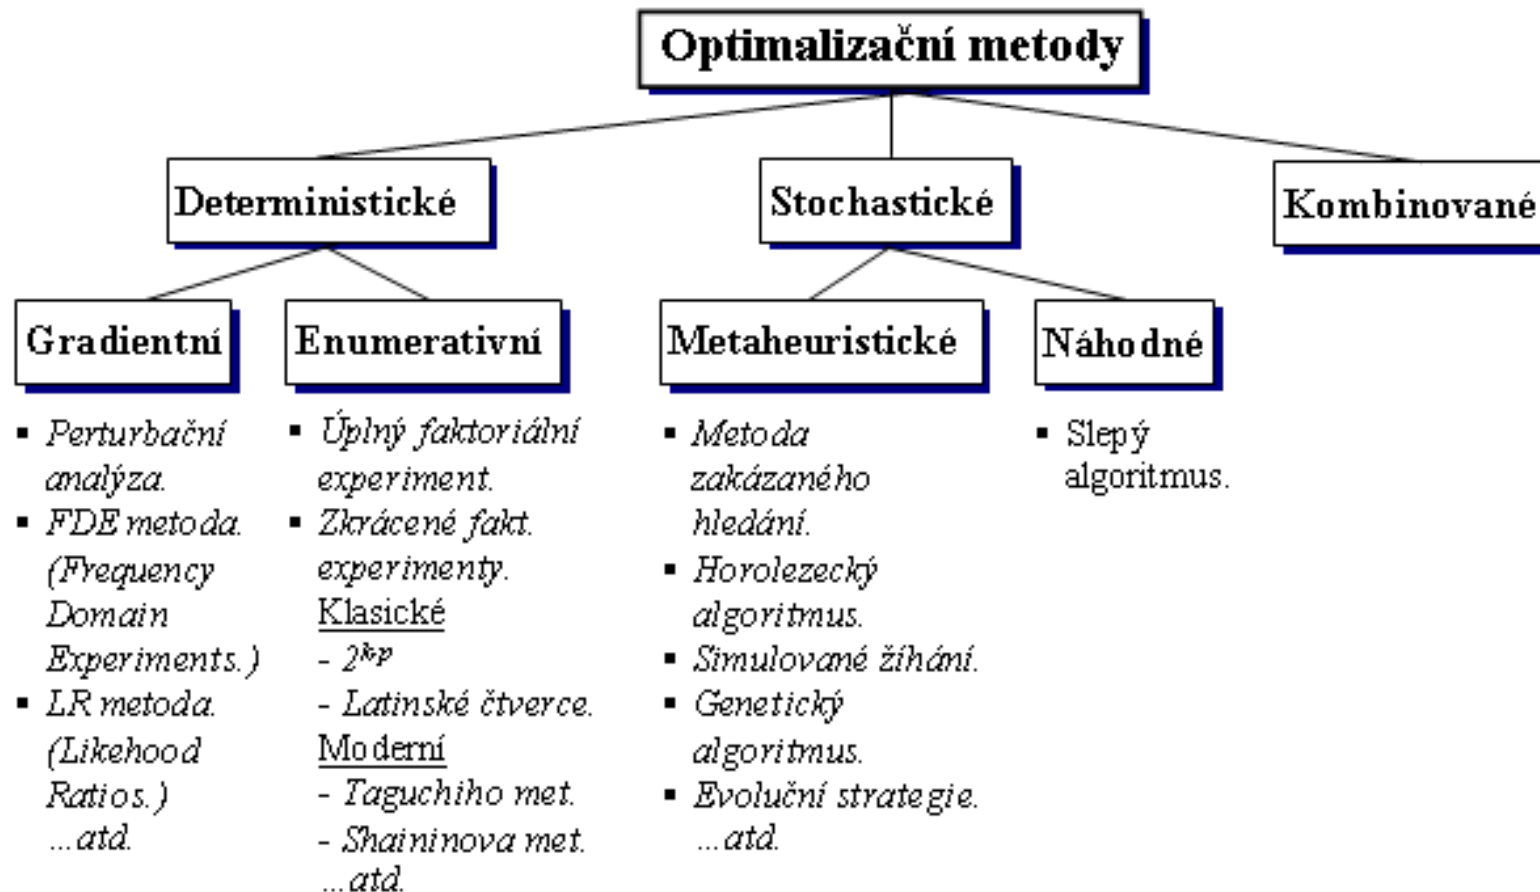 Optimalizační metody
Deterministické
Stochastické
Kombinované
Gradientní
Enumerativní
Metaheuristické
Náhodné
▪ Perturbační
analýza.
▪ FDE metoda.
(Frequency
Domain
Experiments.)
▪ LR metoda.
(Likehood
Ratios.)
...atd.
▪ Úplný faktoriální
experiment.
▪ Zkrácené fakt.
experimenty.
Klasické
- 2ᵏᵖ
- Latinské čtverce.
Moderní
- Taguchiho met.
- Shaininova met.
...atd.
▪ Metoda
zakázaného
hledání.
▪ Horolezecký
algoritmus.
▪ Simulované žíhání.
▪ Genetický
algoritmus.
▪ Evoluční strategie.
...atd.
▪ Slepý
algoritmus.